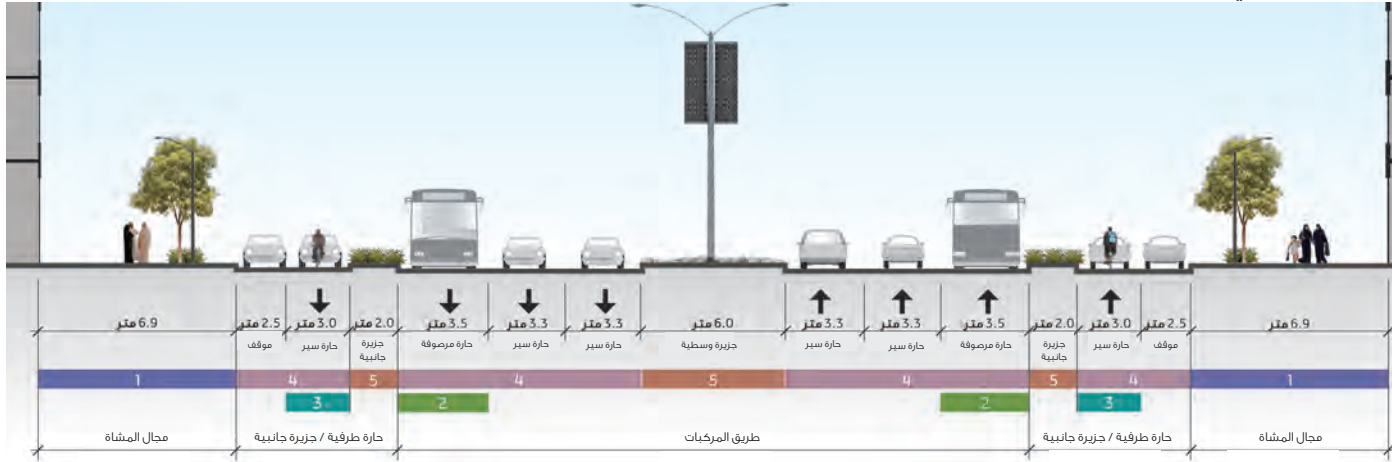 6.9 متر 2.5 متر 3.0 متر 2.0 متر 3.5 متر 3.3 متر 3.3 متر 6.0 متر 3.3 متر 3.3 متر 3.5 متر 2.0 متر 3.0 متر 2.5 متر 6.9 متر
موقف حارة سير جزيرة جانبية حارة مرصوفة حارة سير حارة سير جزيرة وسطية حارة سير حارة سير حارة مرصوفة جزيرة جانبية حارة سير موقف
1 4 5 4 5 4 5 4 1
3 2 2 3
مجال المشاة حارة طرفية / جزيرة جانبية طريق المركبات حارة طرفية / جزيرة جانبية مجال المشاة